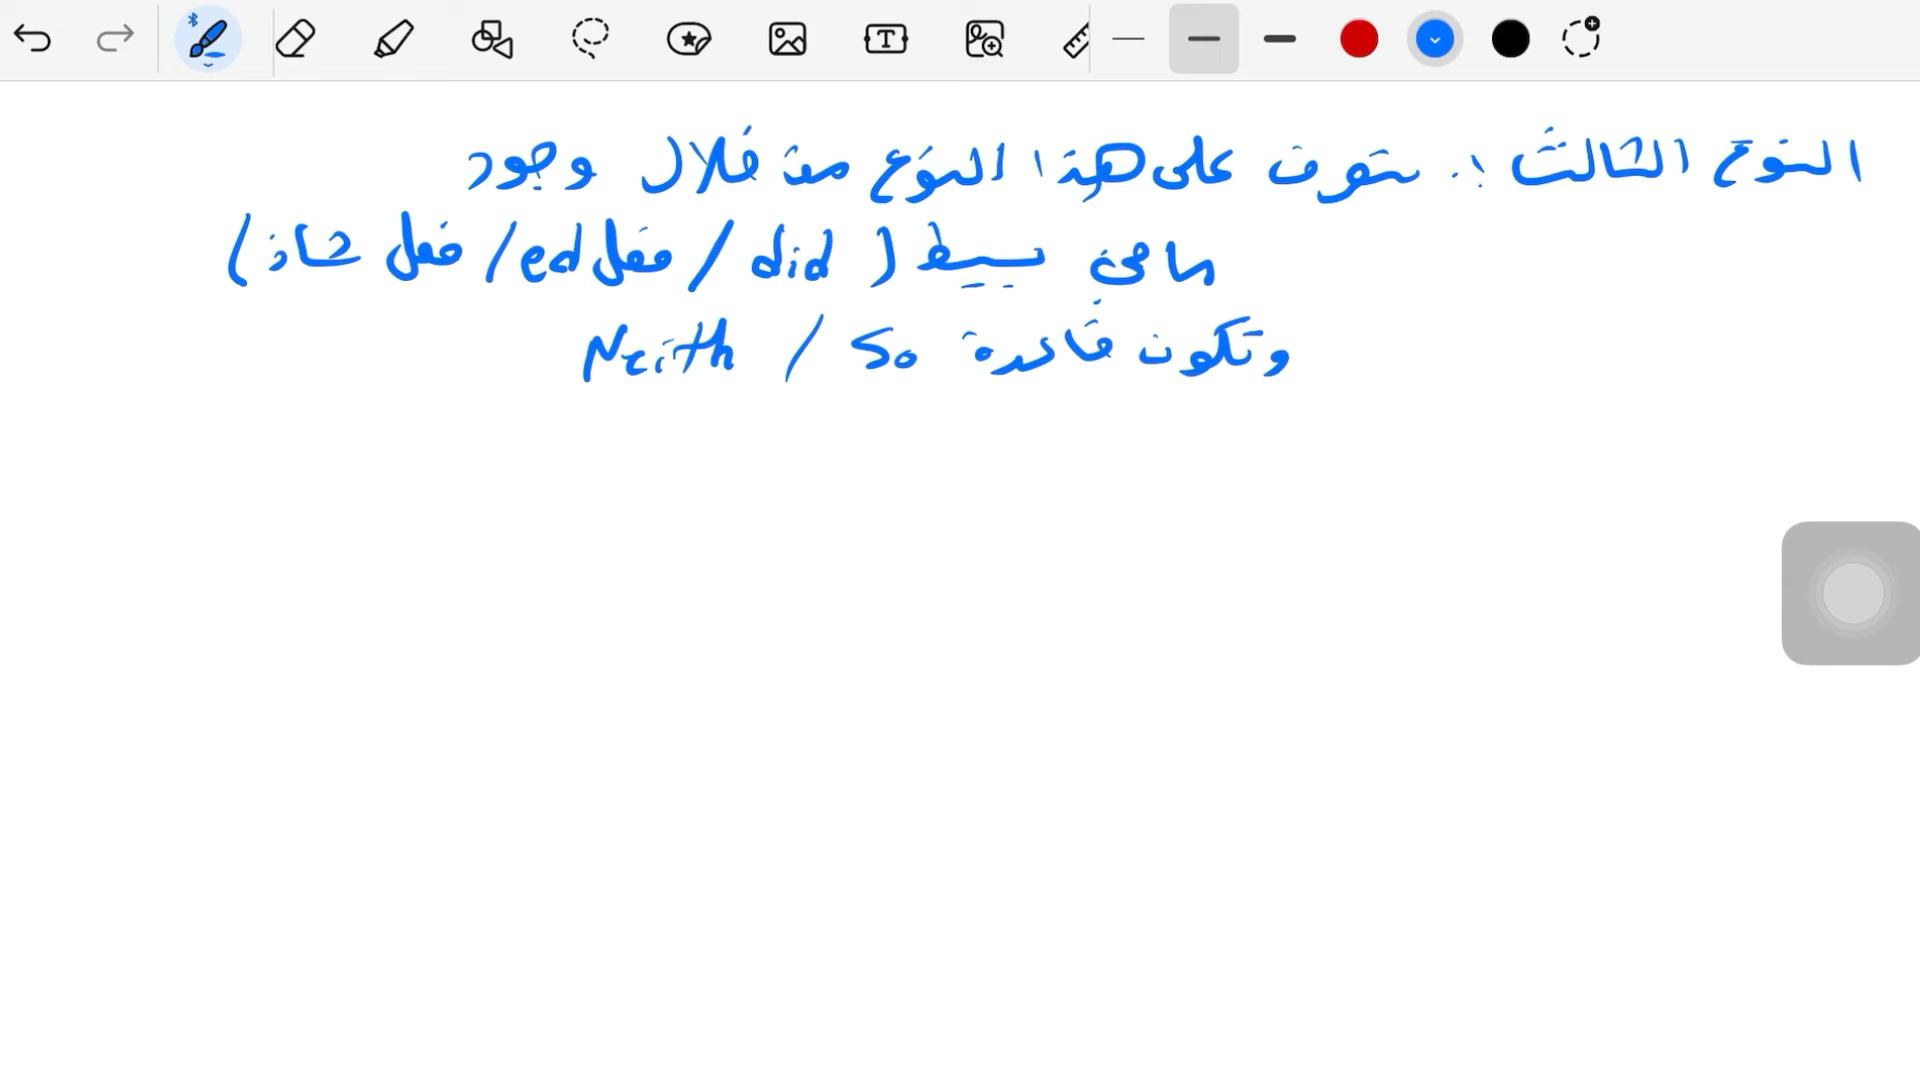 النوع الثالث :. نتعرف على هذا النوع من خلال وجود
ماضي بسيط ( did / فعل ed / فعل شاذ )
وتكون قاعدة So / Neith